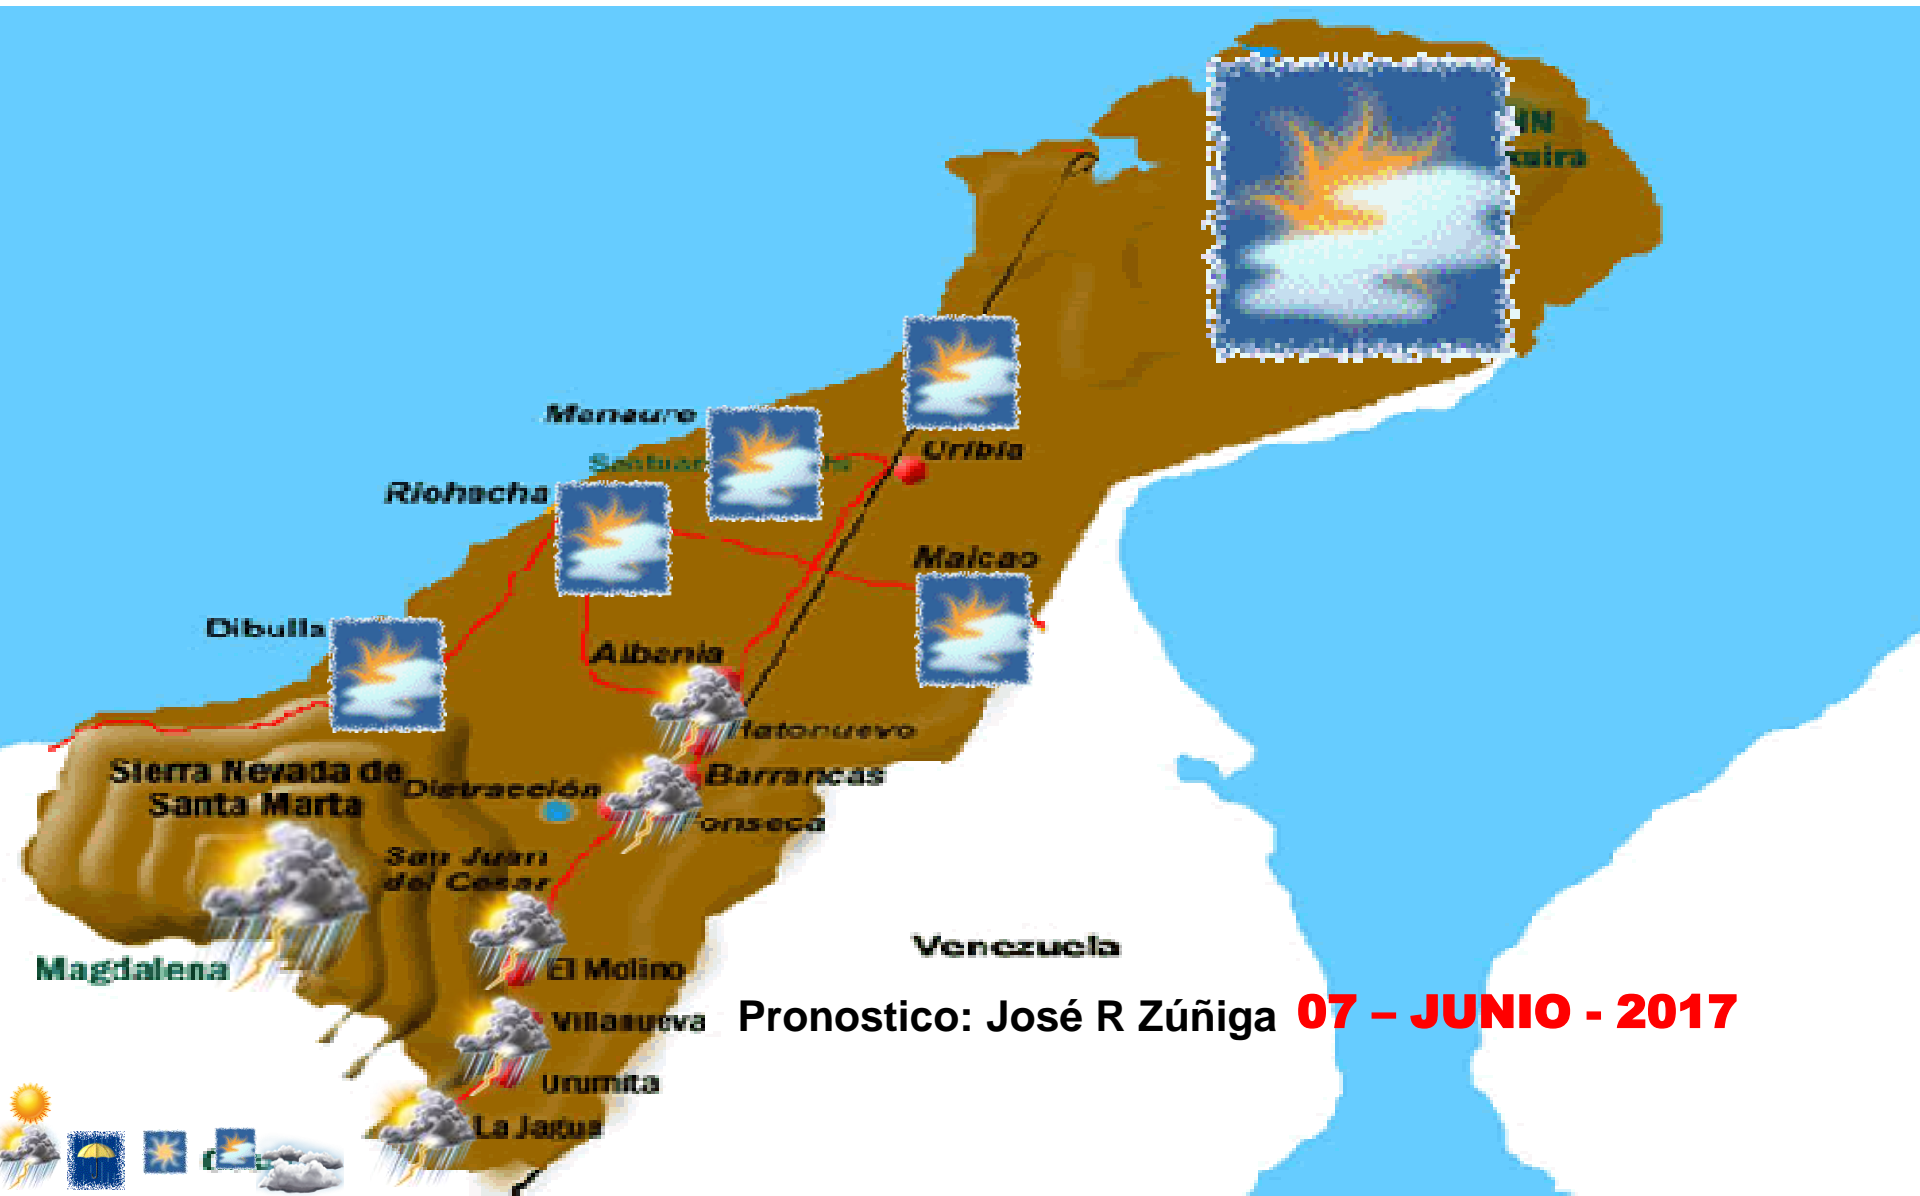 Manaure
Uribia
Riohacha
Maicao
Dibulla
Albania
Hatonuevo
Sierra Nevada de
Santa Marta
Distracción
Barrancas
Fonseca
San Juan
del Cesar
Magdalena
El Molino
Venezuela
Villanueva
Pronostico: José R Zúñiga 07 – JUNIO - 2017
Urumita
La Jagua